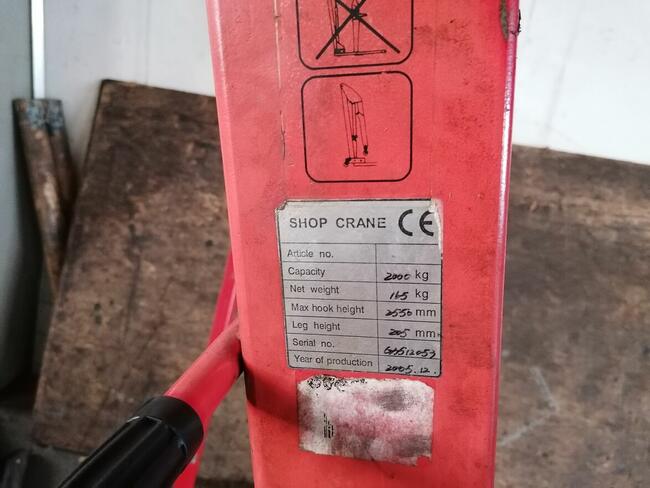 SHOP CRANE CE
Article no.
Capacity 2000 kg
Net weight 165 kg
Max hook height 2550 mm
Leg height 205 mm
Serial no.
Year of production 2005.12.